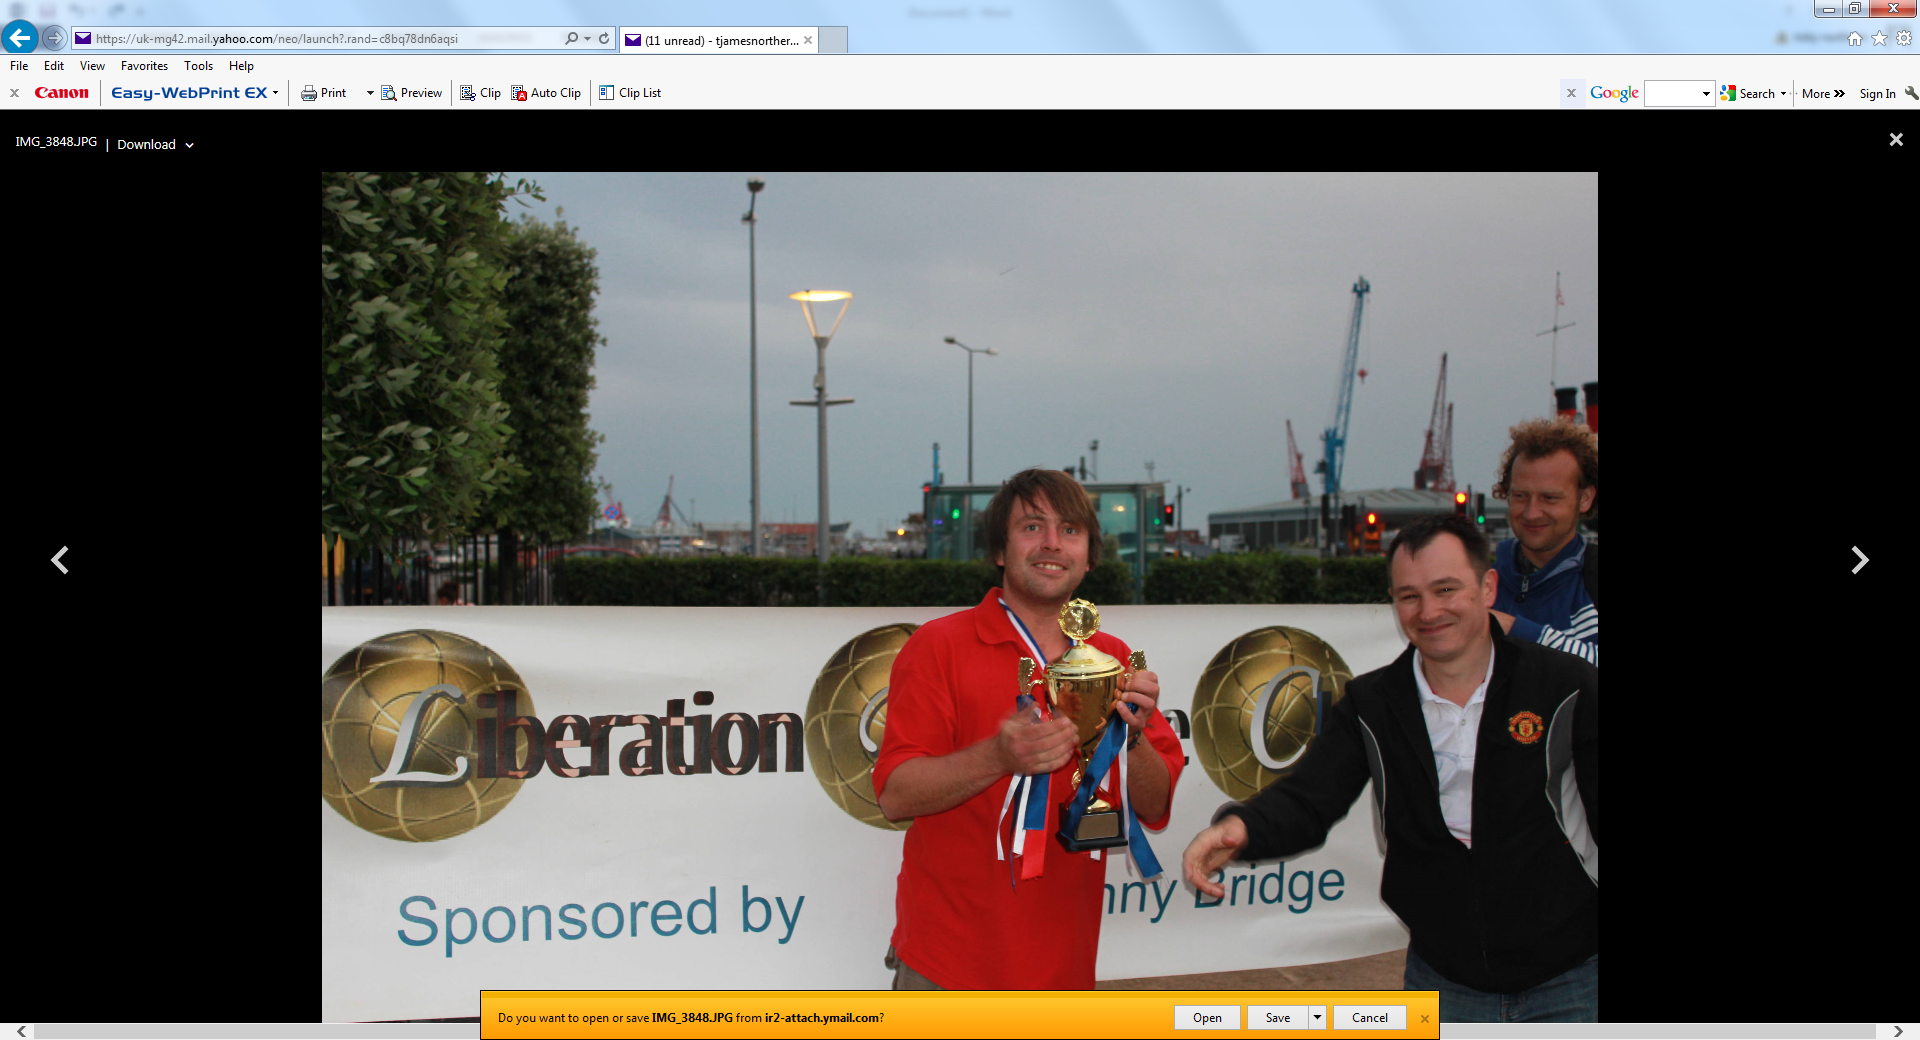 https://uk-mg42.mail.yahoo.com/neo/launch?.rand=c8bq78dn6aqsi
(11 unread) - tjamesnorther...
File Edit View Favorites Tools Help
Canon Easy-WebPrint EX Print Preview Clip Auto Clip Clip List
Google Search More Sign In
IMG_3848.JPG | Download
Liberation
C
Sponsored by
Bridge
Do you want to open or save IMG_3848.JPG from ir2-attach.ymail.com?
Open Save Cancel